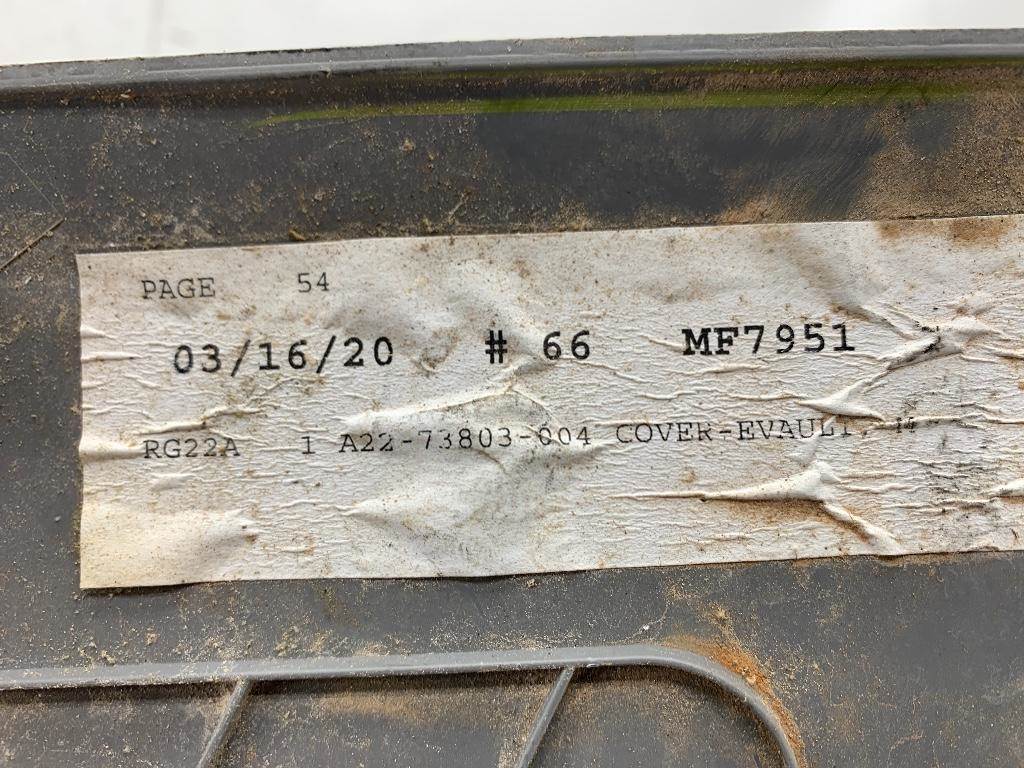 PAGE 54
03/16/20 # 66 MF7951
RG22A 1 A22-73803-004 COVER-EVAULT,